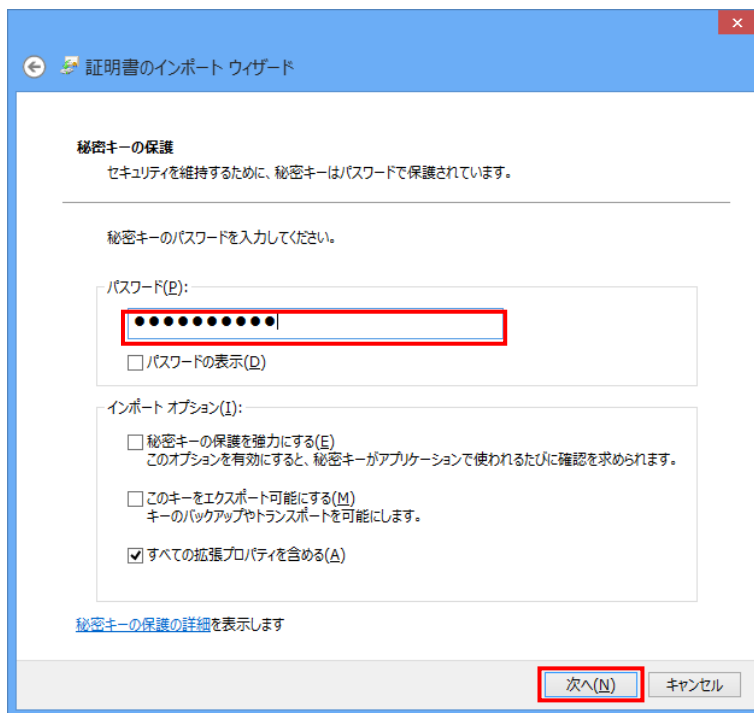 証明書のインポート ウィザード
秘密キーの保護
セキュリティを維持するために、秘密キーはパスワードで保護されています。
秘密キーのパスワードを入力してください。
パスワード(P):
●●●●●●●●●●
パスワードの表示(D)
インポート オプション(I):
秘密キーの保護を強力にする(E)
このオプションを有効にすると、秘密キーがアプリケーションで使われるたびに確認を求められます。
このキーをエクスポート可能にする(M)
キーのバックアップやトランスポートを可能にします。
すべての拡張プロパティを含める(A)
秘密キーの保護の詳細を表示します
次へ(N) キャンセル